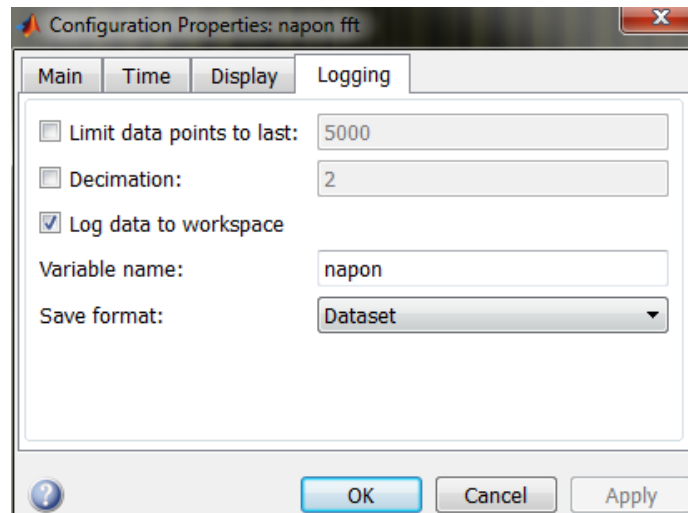 Configuration Properties: napon fft
X
Main Time Display Logging
Limit data points to last: 5000
Decimation: 2
Log data to workspace
Variable name: napon
Save format: Dataset
? OK Cancel Apply